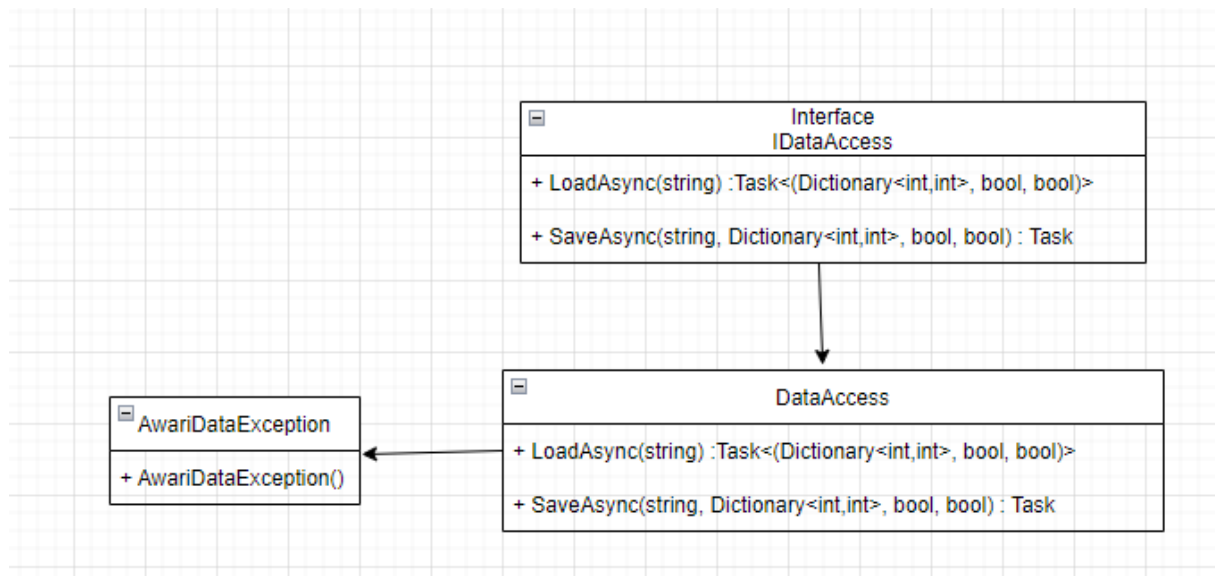 Interface
IDataAccess
+ LoadAsync(string) :Task<(Dictionary<int,int>, bool, bool)>
+ SaveAsync(string, Dictionary<int,int>, bool, bool) : Task
DataAccess
+ LoadAsync(string) :Task<(Dictionary<int,int>, bool, bool)>
+ SaveAsync(string, Dictionary<int,int>, bool, bool) : Task
AwariDataException
+ AwariDataException()